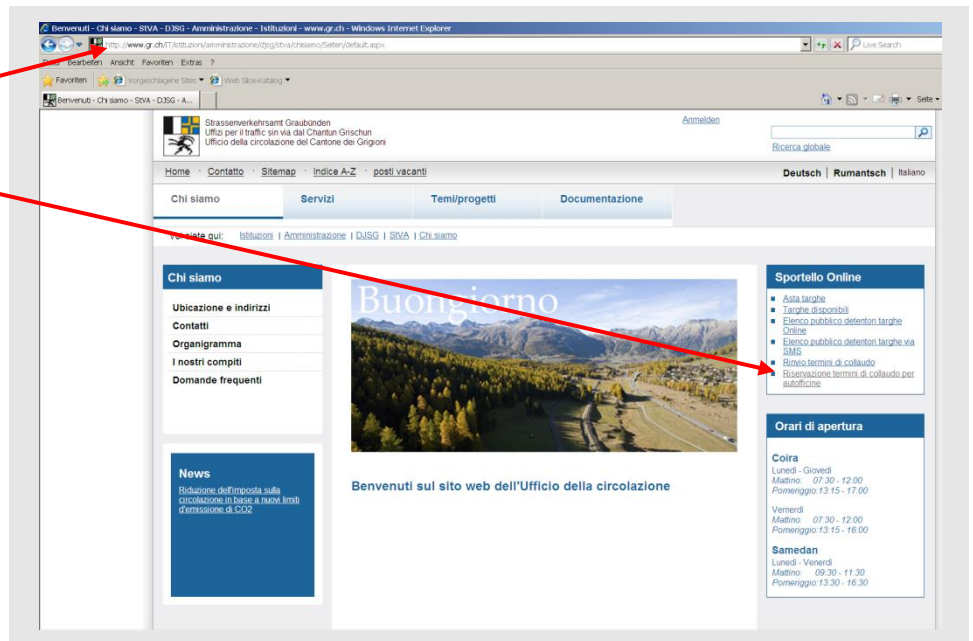 Benvenuti - Chi siamo - StVA - DJSG - Amministrazione - Istituzioni - www.gr.ch - Windows Internet Explorer
http://www.gr.ch/IT/istituzioni/amministrazione/djsg/stva/chisiamo/Seiten/default.aspx
Live Search
Bearbeiten Ansicht Favoriten Extras ?
Favoriten Vorgeschlagene Sites Web Slice-Katalog
Benvenuti - Chi siamo - StVA - DJSG - A...
Seite
Strassenverkehrsamt Graubünden
Uffizi per il traffic sin via dal Chantun Grischun
Ufficio della circolazione del Cantone dei Grigioni
Anmelden
Ricerca globale
Home Contatto Sitemap Indice A-Z posti vacanti
Deutsch | Rumantsch | Italiano
Chi siamo Servizi Temi/progetti Documentazione
Voi siete qui: Istituzioni | Amministrazione | DJSG | StVA | Chi siamo
Chi siamo
Ubicazione e indirizzi
Contatti
Organigramma
I nostri compiti
Domande frequenti
News
Riduzione dell'imposta sulla
circolazione in base a nuovi limiti
d'emissione di CO2
Buongiorno
Benvenuti sul sito web dell'Ufficio della circolazione
Sportello Online
Asta targhe
Targhe disponibili
Elenco pubblico detentori targhe
Online
Elenco pubblico detentori targhe via
SMS
Rinvio termini di collaudo
Riservazione termini di collaudo per
autofficine
Orari di apertura
Coira
Lunedì - Giovedì
Mattino: 07.30 - 12.00
Pomeriggio: 13.15 - 17.00
Venerdì
Mattino: 07.30 - 12.00
Pomeriggio: 13.15 - 16.00
Samedan
Lunedì - Venerdì
Mattino: 09.30 - 11.30
Pomeriggio: 13.30 - 16.30